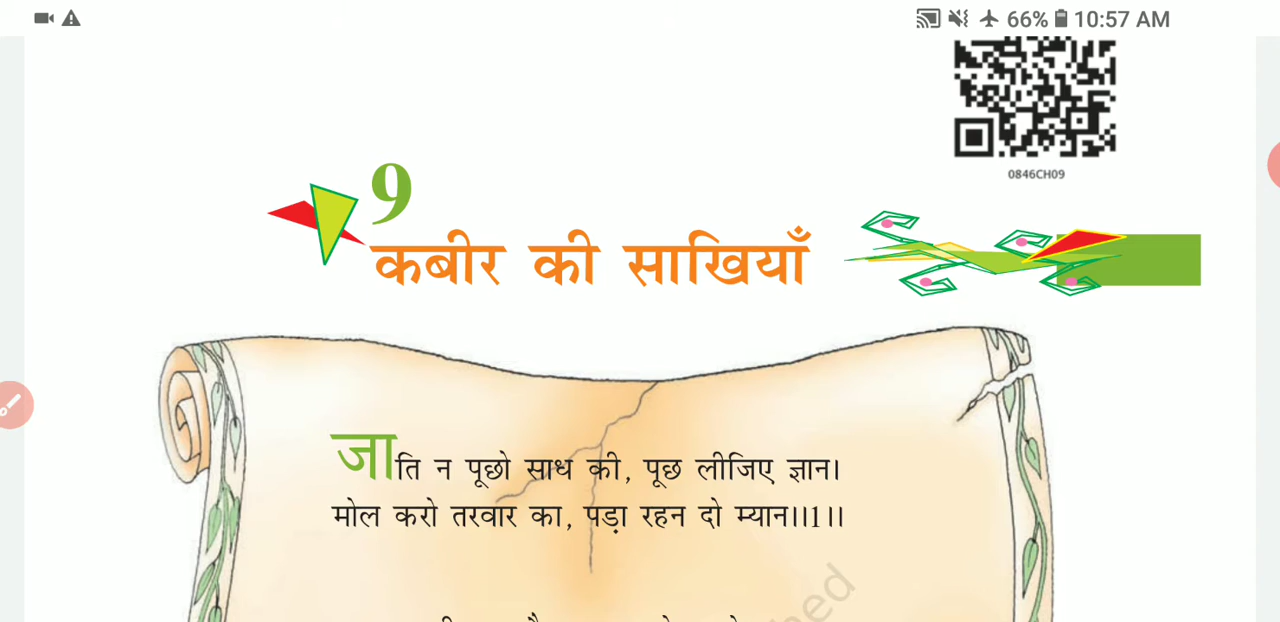 66% 10:57 AM
0846CH09
9
कबीर की साखियाँ
जाति न पूछो साध की, पूछ लीजिए ज्ञान।
मोल करो तरवार का, पड़ा रहन दो म्यान।।1।।